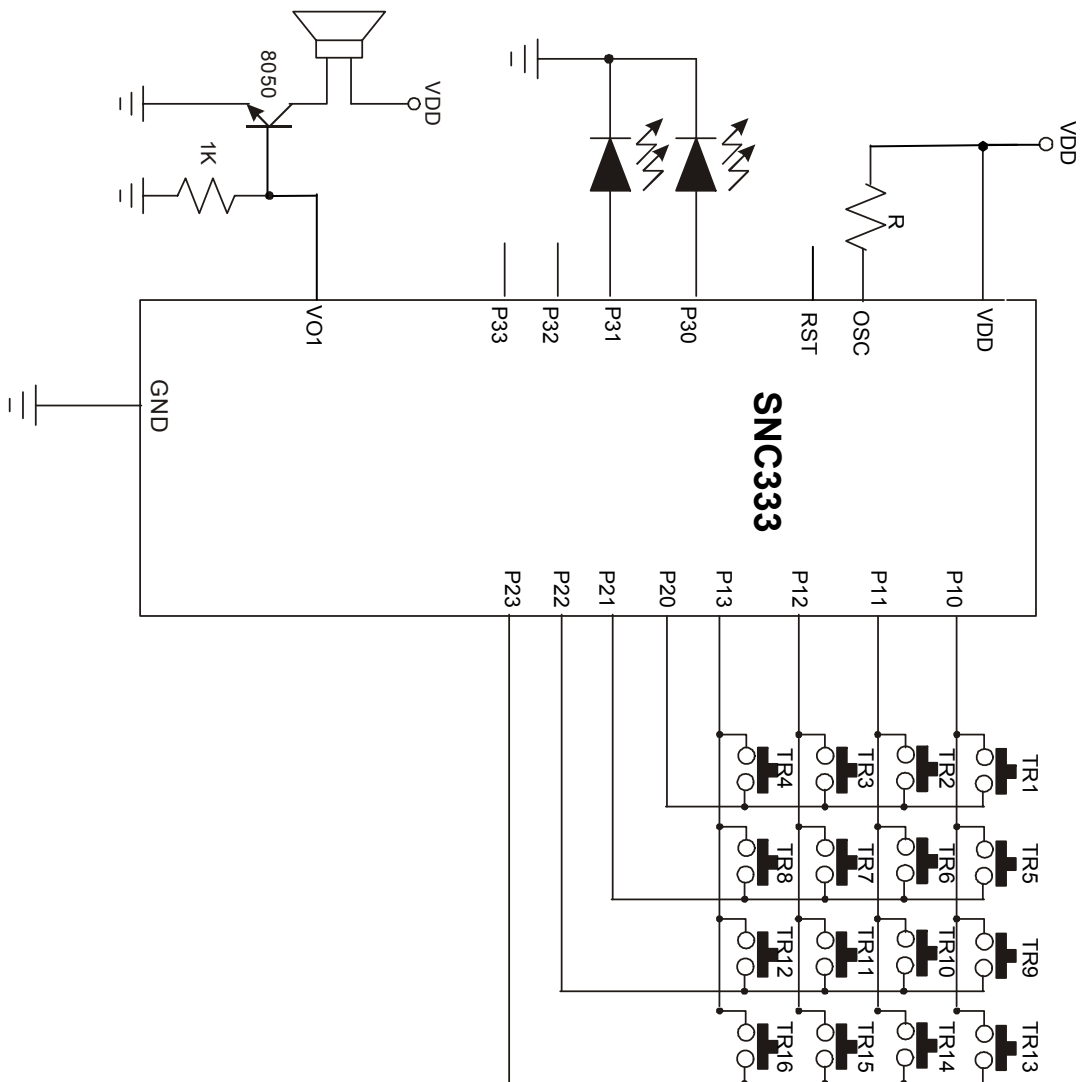 8050
VDD
1K
VDD
R
VO1
P33
P32
P31
P30
RST
OSC
VDD
GND
SNC333
P23
P22
P21
P20
P13
P12
P11
P10
TR4
TR3
TR2
TR1
TR8
TR7
TR6
TR5
TR12
TR11
TR10
TR9
TR16
TR15
TR14
TR13